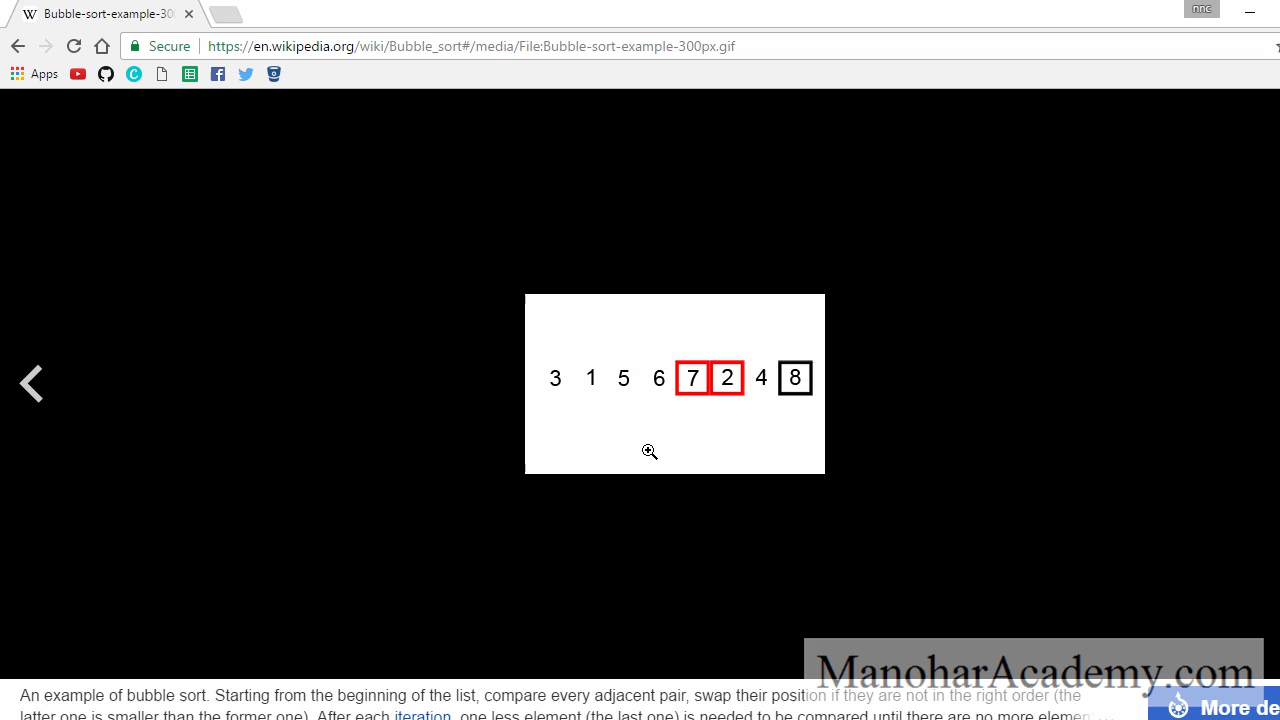 Bubble-sort-example-30
nnc
Secure
https://en.wikipedia.org/wiki/Bubble_sort#/media/File:Bubble-sort-example-300px.gif
Apps
3 1 5 6 7 2 4 8
ManoharAcademy.com
An example of bubble sort. Starting from the beginning of the list, compare every adjacent pair, swap their position if they are not in the right order (the
More de
latter one is smaller than the former one). After each iteration, one less element (the last one) is needed to be compared until there are no more